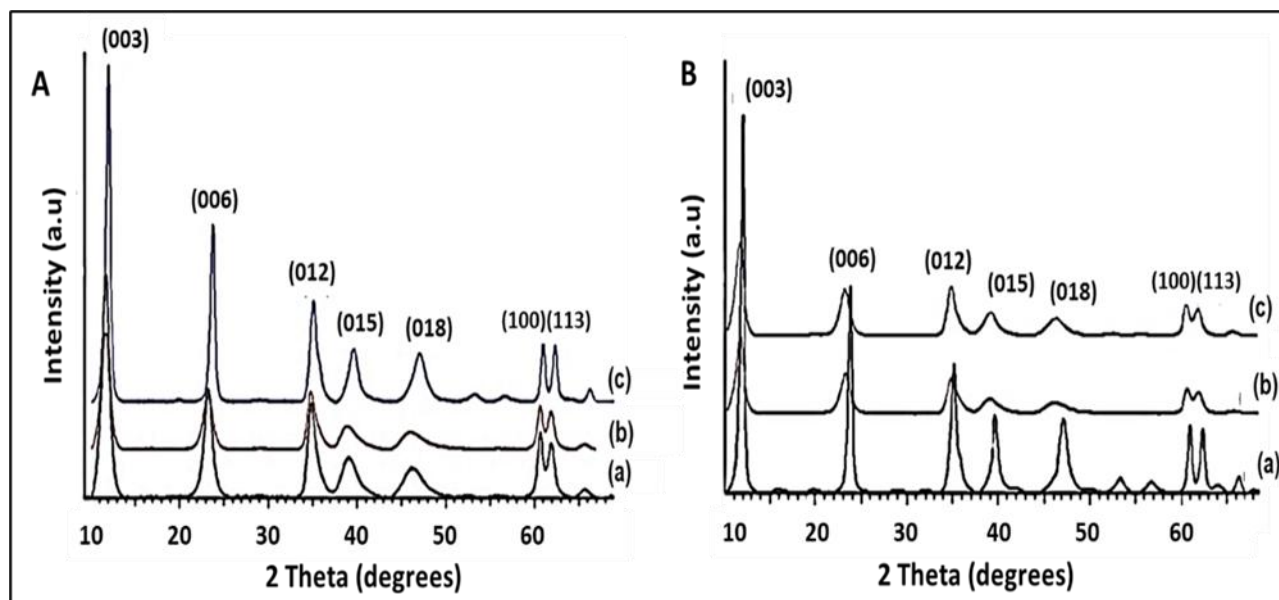 A
(003)
(006)
(012)
(015)
(018)
(100)(113)
(c)
(b)
(a)
Intensity (a.u)
10 20 30 40 50 60
2 Theta (degrees)
B
(003)
(006)
(012)
(015)
(018)
(100)(113)
(c)
(b)
(a)
Intensity (a.u)
10 20 30 40 50 60
2 Theta (degrees)